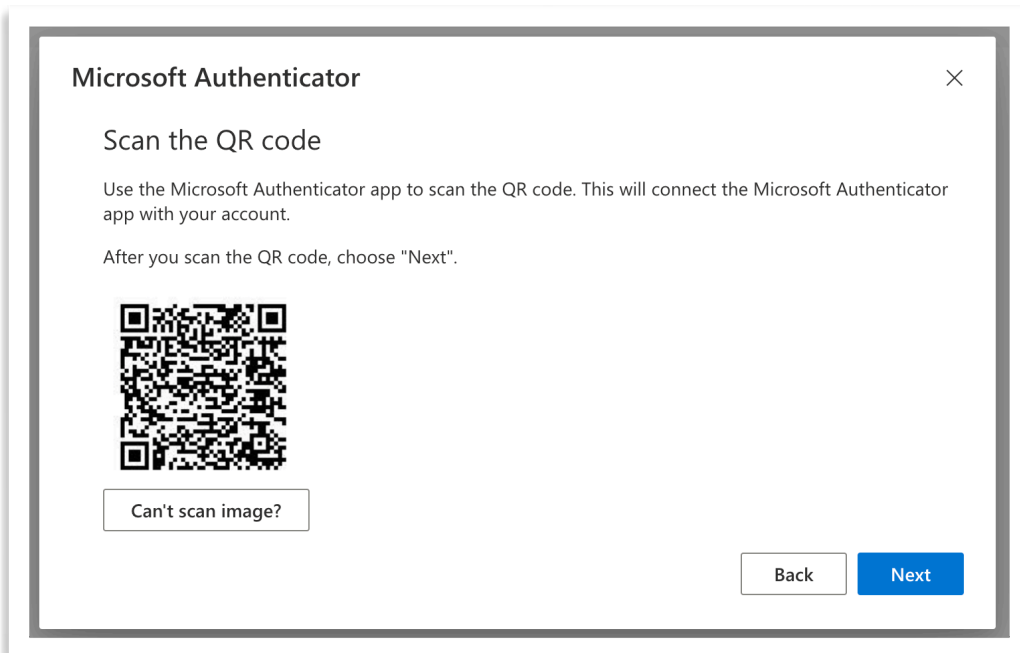 Microsoft Authenticator
Scan the QR code
Use the Microsoft Authenticator app to scan the QR code. This will connect the Microsoft Authenticator
app with your account.
After you scan the QR code, choose "Next".
Can't scan image?
Back
Next